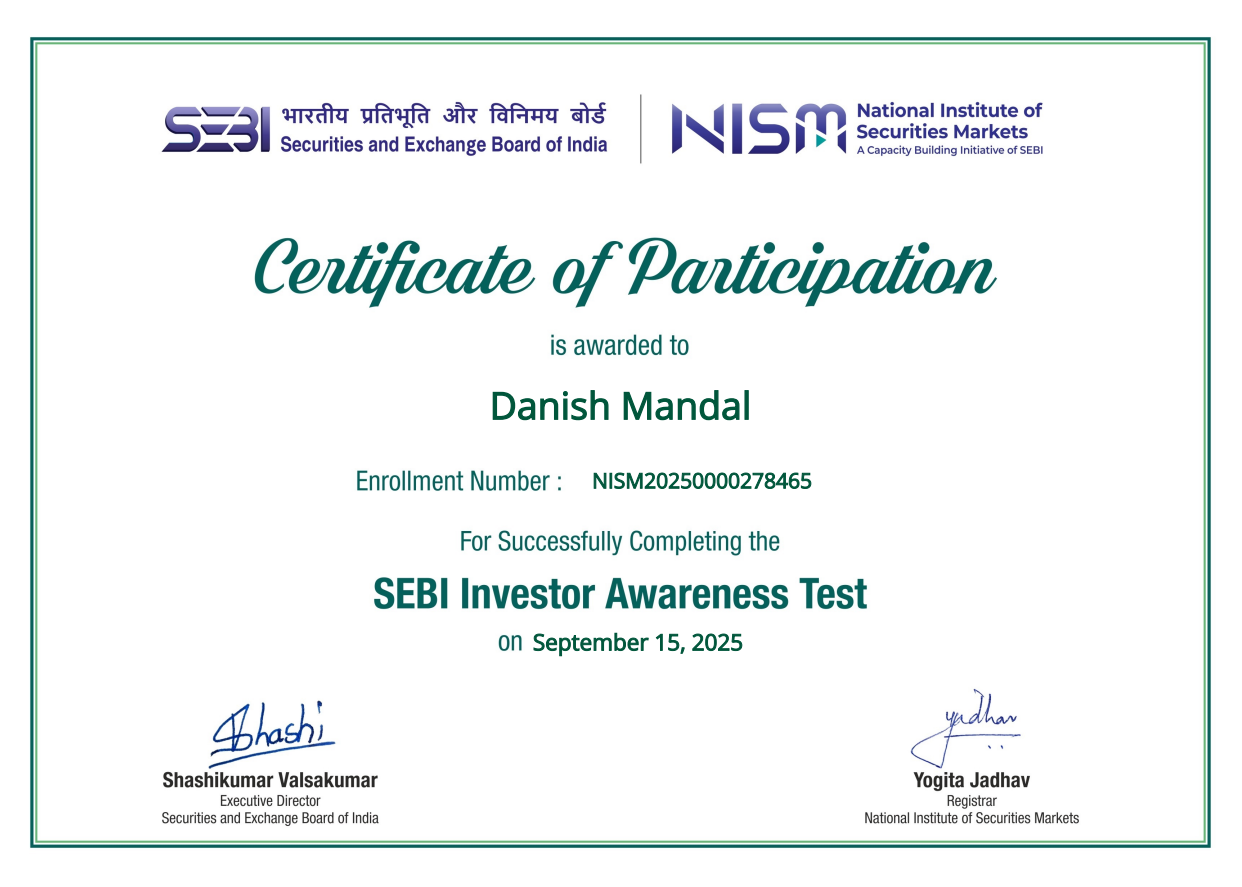 SEBI
भारतीय प्रतिभूति और विनिमय बोर्ड
Securities and Exchange Board of India
NISM
National Institute of
Securities Markets
A Capacity Building Initiative of SEBI
Certificate of Participation
is awarded to
Danish Mandal
Enrollment Number : NISM20250000278465
For Successfully Completing the
SEBI Investor Awareness Test
on September 15, 2025
Shashi
Shashikumar Valsakumar
Executive Director
Securities and Exchange Board of India
yadhav
Yogita Jadhav
Registrar
National Institute of Securities Markets